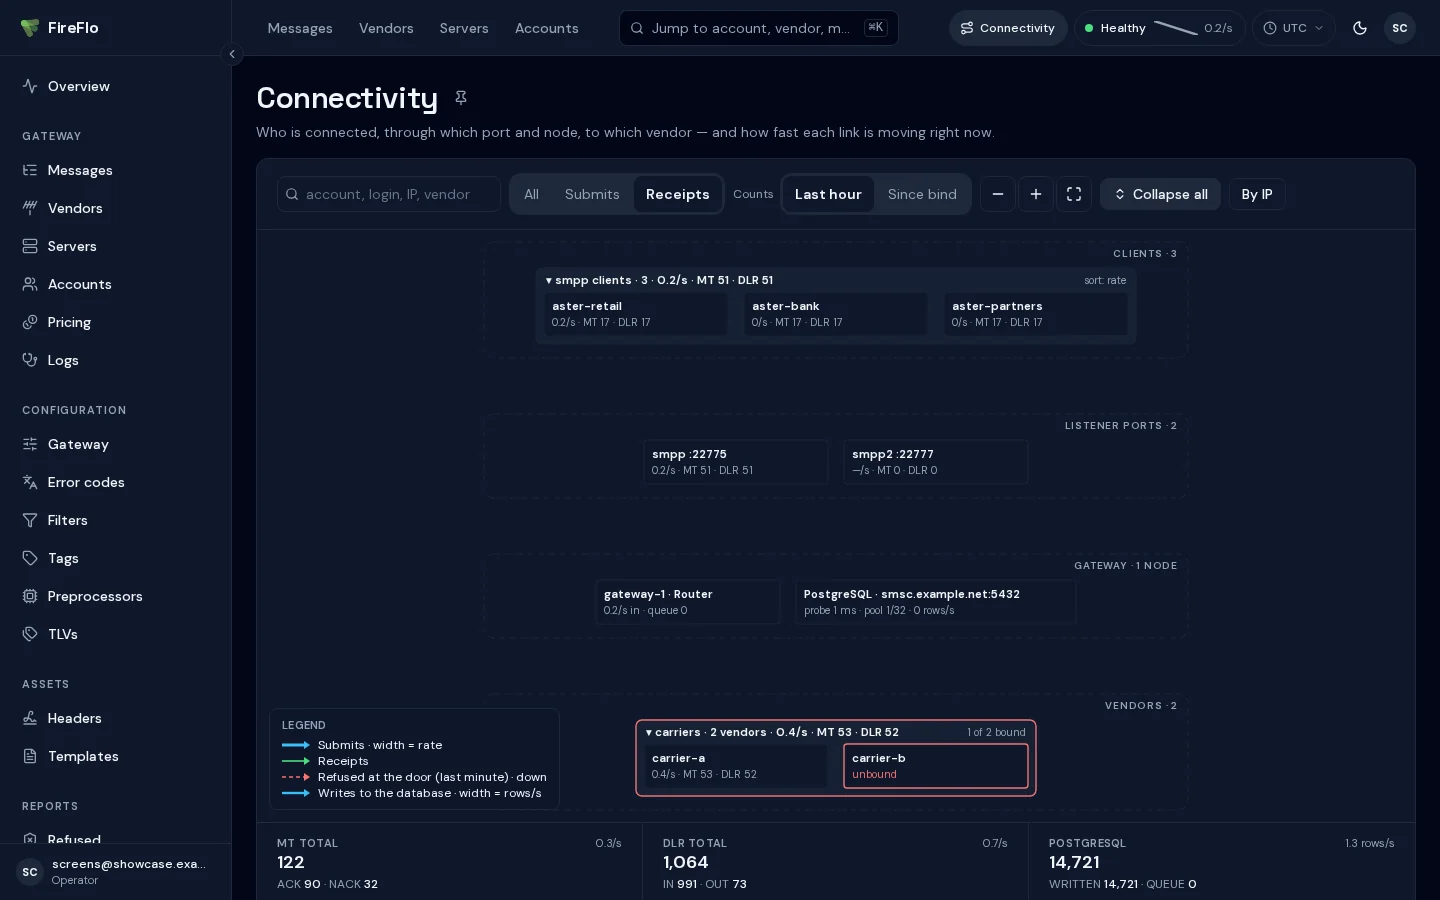 FireFlo
Messages
Vendors
Servers
Accounts
Jump to account, vendor, m...
⌘K
Connectivity
Healthy
0.2/s
UTC
SC
Overview
GATEWAY
Messages
Vendors
Servers
Accounts
Pricing
Logs
CONFIGURATION
Gateway
Error codes
Filters
Tags
Preprocessors
TLVs
ASSETS
Headers
Templates
REPORTS
Refused
SC
screens@showcase.exa...
Operator
Connectivity
Who is connected, through which port and node, to which vendor — and how fast each link is moving right now.
account, login, IP, vendor
All
Submits
Receipts
Counts
Last hour
Since bind
Collapse all
By IP
CLIENTS · 3
▾ smpp clients · 3 · 0.2/s · MT 51 · DLR 51
sort: rate
aster-retail
0.2/s · MT 17 · DLR 17
aster-bank
0/s · MT 17 · DLR 17
aster-partners
0/s · MT 17 · DLR 17
LISTENER PORTS · 2
smpp :22775
0.2/s · MT 51 · DLR 51
smpp2 :22777
—/s · MT 0 · DLR 0
GATEWAY · 1 NODE
gateway-1 · Router
0.2/s in · queue 0
PostgreSQL · smsc.example.net:5432
probe 1 ms · pool 1/32 · 0 rows/s
VENDORS · 2
▾ carriers · 2 vendors · 0.4/s · MT 53 · DLR 52
1 of 2 bound
carrier-a
0.4/s · MT 53 · DLR 52
carrier-b
unbound
LEGEND
Submits · width = rate
Receipts
Refused at the door (last minute) · down
Writes to the database · width = rows/s
MT TOTAL
0.3/s
122
ACK 90 · NACK 32
DLR TOTAL
0.7/s
1,064
IN 991 · OUT 73
POSTGRESQL
1.3 rows/s
14,721
WRITTEN 14,721 · QUEUE 0